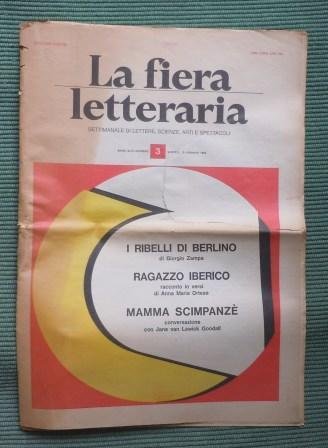 La fiera
letteraria
SETTIMANALE DI LETTERE, SCIENZE, ARTI E SPETTACOLI
3
I RIBELLI DI BERLINO
di Giorgio Zampa
RAGAZZO IBERICO
racconto in versi
di Anna Maria Ortese
MAMMA SCIMPANZÈ
conversazione
con Jane van Lawick Goodall